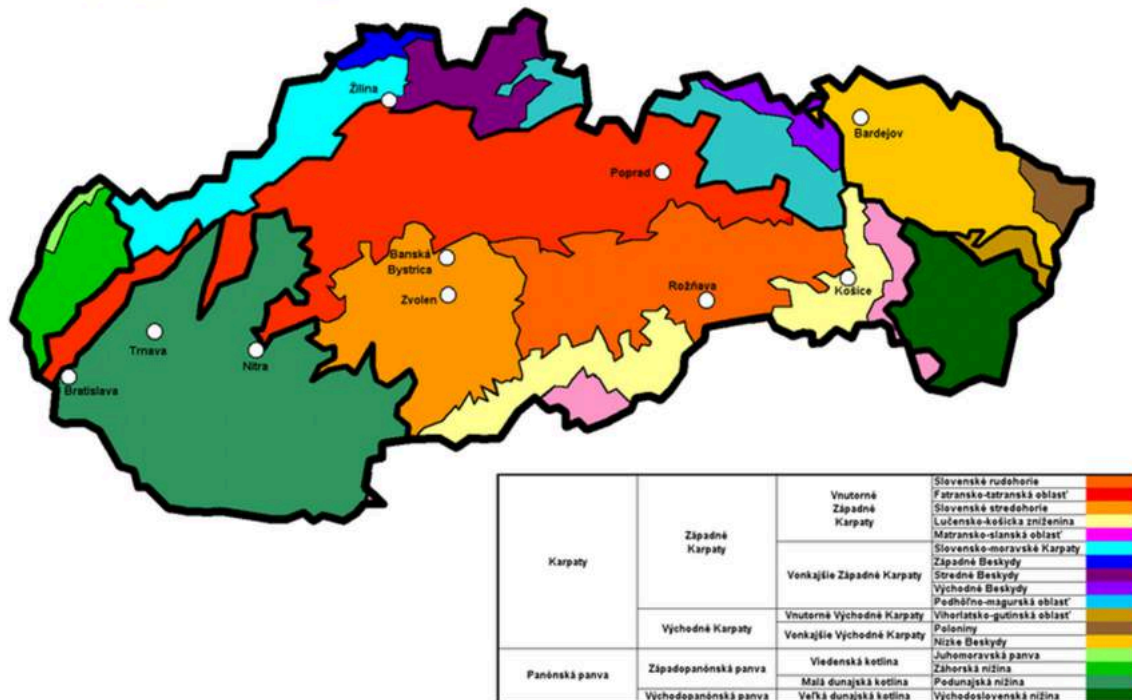 Žilina
Bardejov
Poprad
Banská
Bystrica
Zvolen
Rožňava
Košice
Trnava
Nitra
Bratislava
Karpaty
Západné
Karpaty
Vnutorné
Západné
Karpaty
Slovenské rudohorie
Fatransko-tatranská oblasť
Slovenské stredohorie
Lučensko-košicka zníženina
Matransko-slanská oblasť
Vonkajšie Západné Karpaty
Slovensko-moravské Karpaty
Západné Beskydy
Stredné Beskydy
Východné Beskydy
Podhôľno-magurská oblasť
Východné Karpaty
Vnutorné Východné Karpaty
Vihorlatsko-gutinská oblasť
Vonkajšie Východné Karpaty
Poloniny
Nízke Beskydy
Panónská panva
Západopanónská panva
Viedenská kotlina
Juhomoravská panva
Záhorská nížina
Malá dunajská kotlina
Podunajská nížina
Východopanónská panva
Veľká dunajská kotlina
Východoslovenská nížina